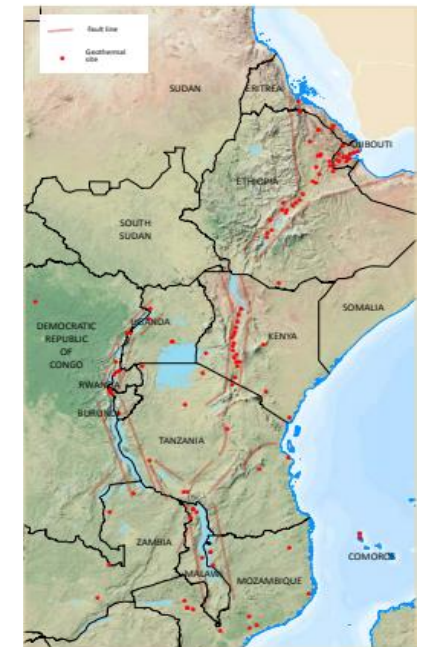 Fault line
Geothermal
site
SUDAN
ERITREA
DJIBOUTI
ETHIOPIA
SOUTH
SUDAN
SOMALIA
UGANDA
KENYA
DEMOCRATIC
REPUBLIC
OF
CONGO
RWANDA
BURUNDI
TANZANIA
ZAMBIA
COMOROS
MALAWI
MOZAMBIQUE